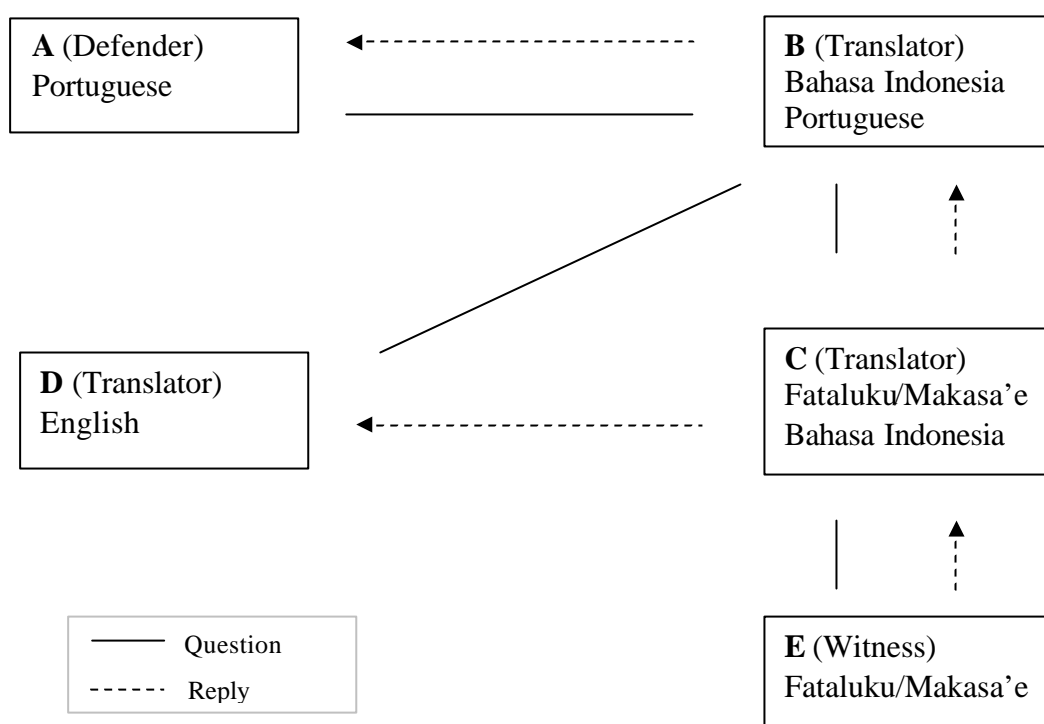 A (Defender)
Portuguese
B (Translator)
Bahasa Indonesia
Portuguese
D (Translator)
English
C (Translator)
Fataluku/Makasa’e
Bahasa Indonesia
Question
Reply
E (Witness)
Fataluku/Makasa’e